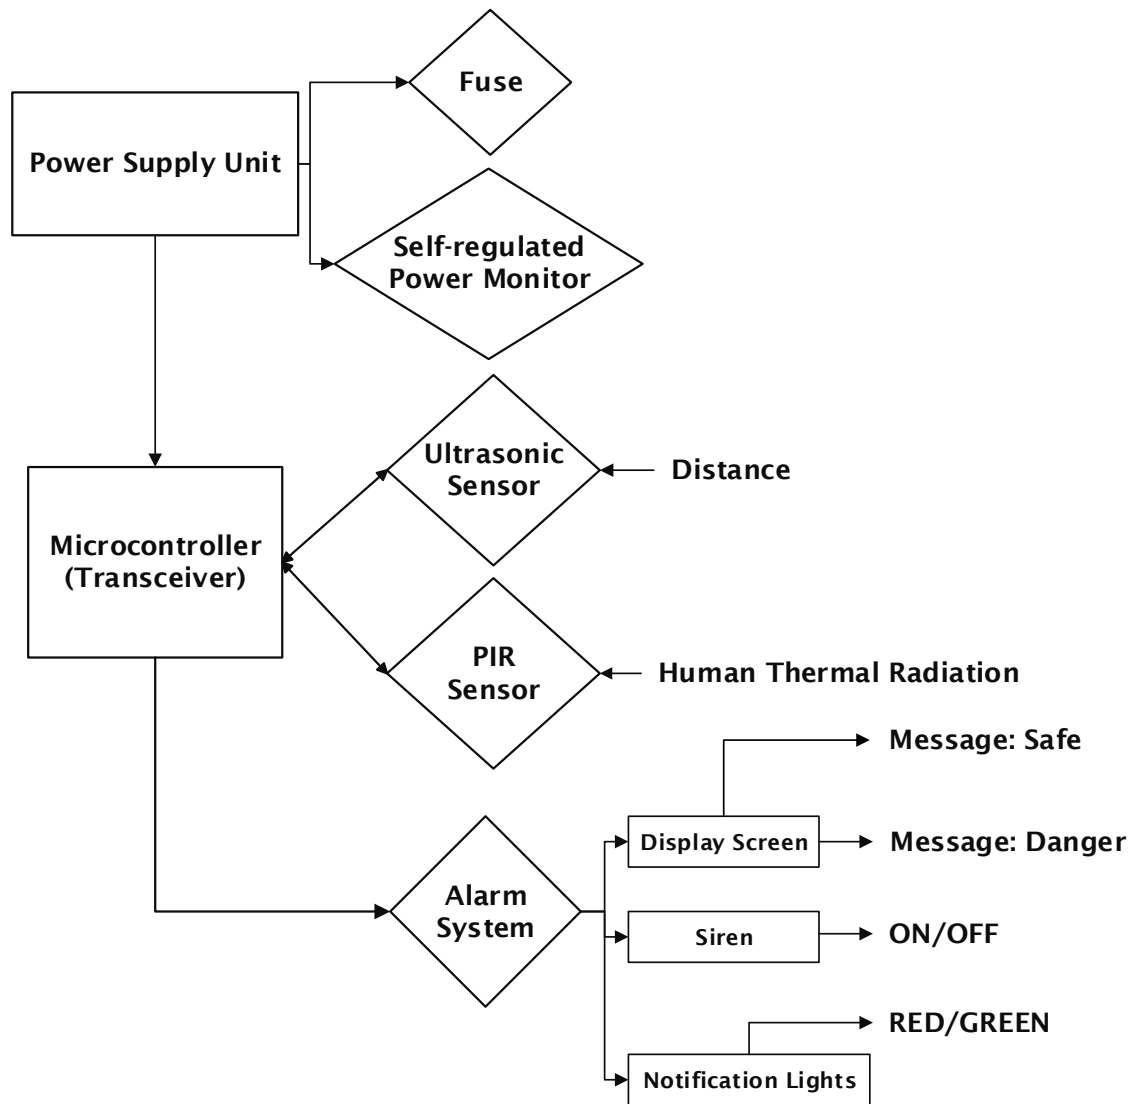 Fuse
Power Supply Unit
Self-regulated
Power Monitor
Ultrasonic
Sensor
Distance
Microcontroller
(Transceiver)
PIR
Sensor
Human Thermal Radiation
Message: Safe
Display Screen
Message: Danger
Alarm
System
Siren
ON/OFF
RED/GREEN
Notification Lights